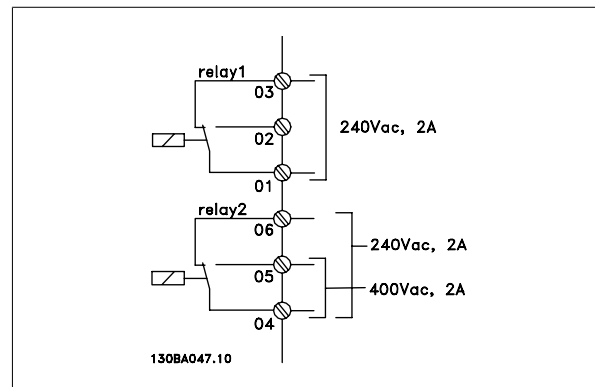 relay1
03
02
240Vac, 2A
01
relay2
06
240Vac, 2A
05
400Vac, 2A
04
130BA047.10